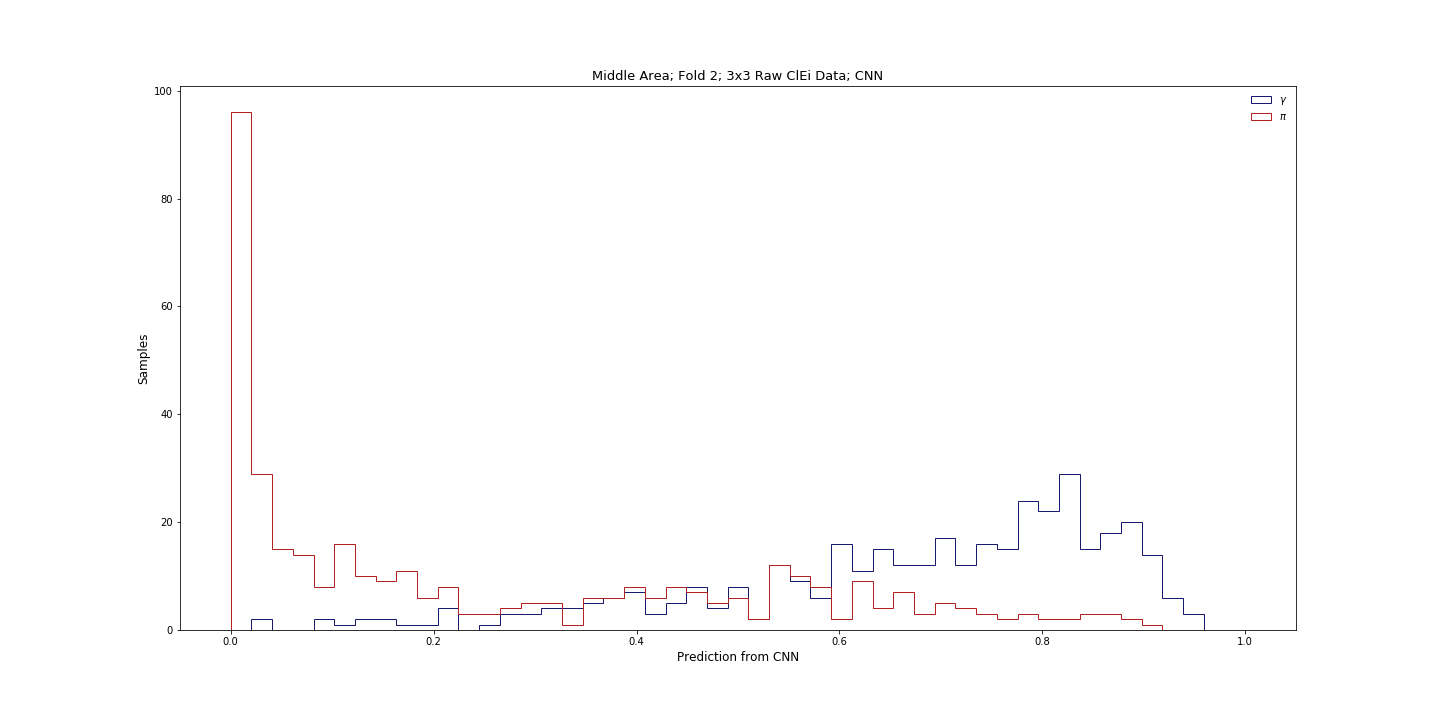 Middle Area; Fold 2; 3x3 Raw ClEi Data; CNN
γ
π
100
80
60
40
20
0
Samples
0.0 0.2 0.4 0.6 0.8 1.0
Prediction from CNN